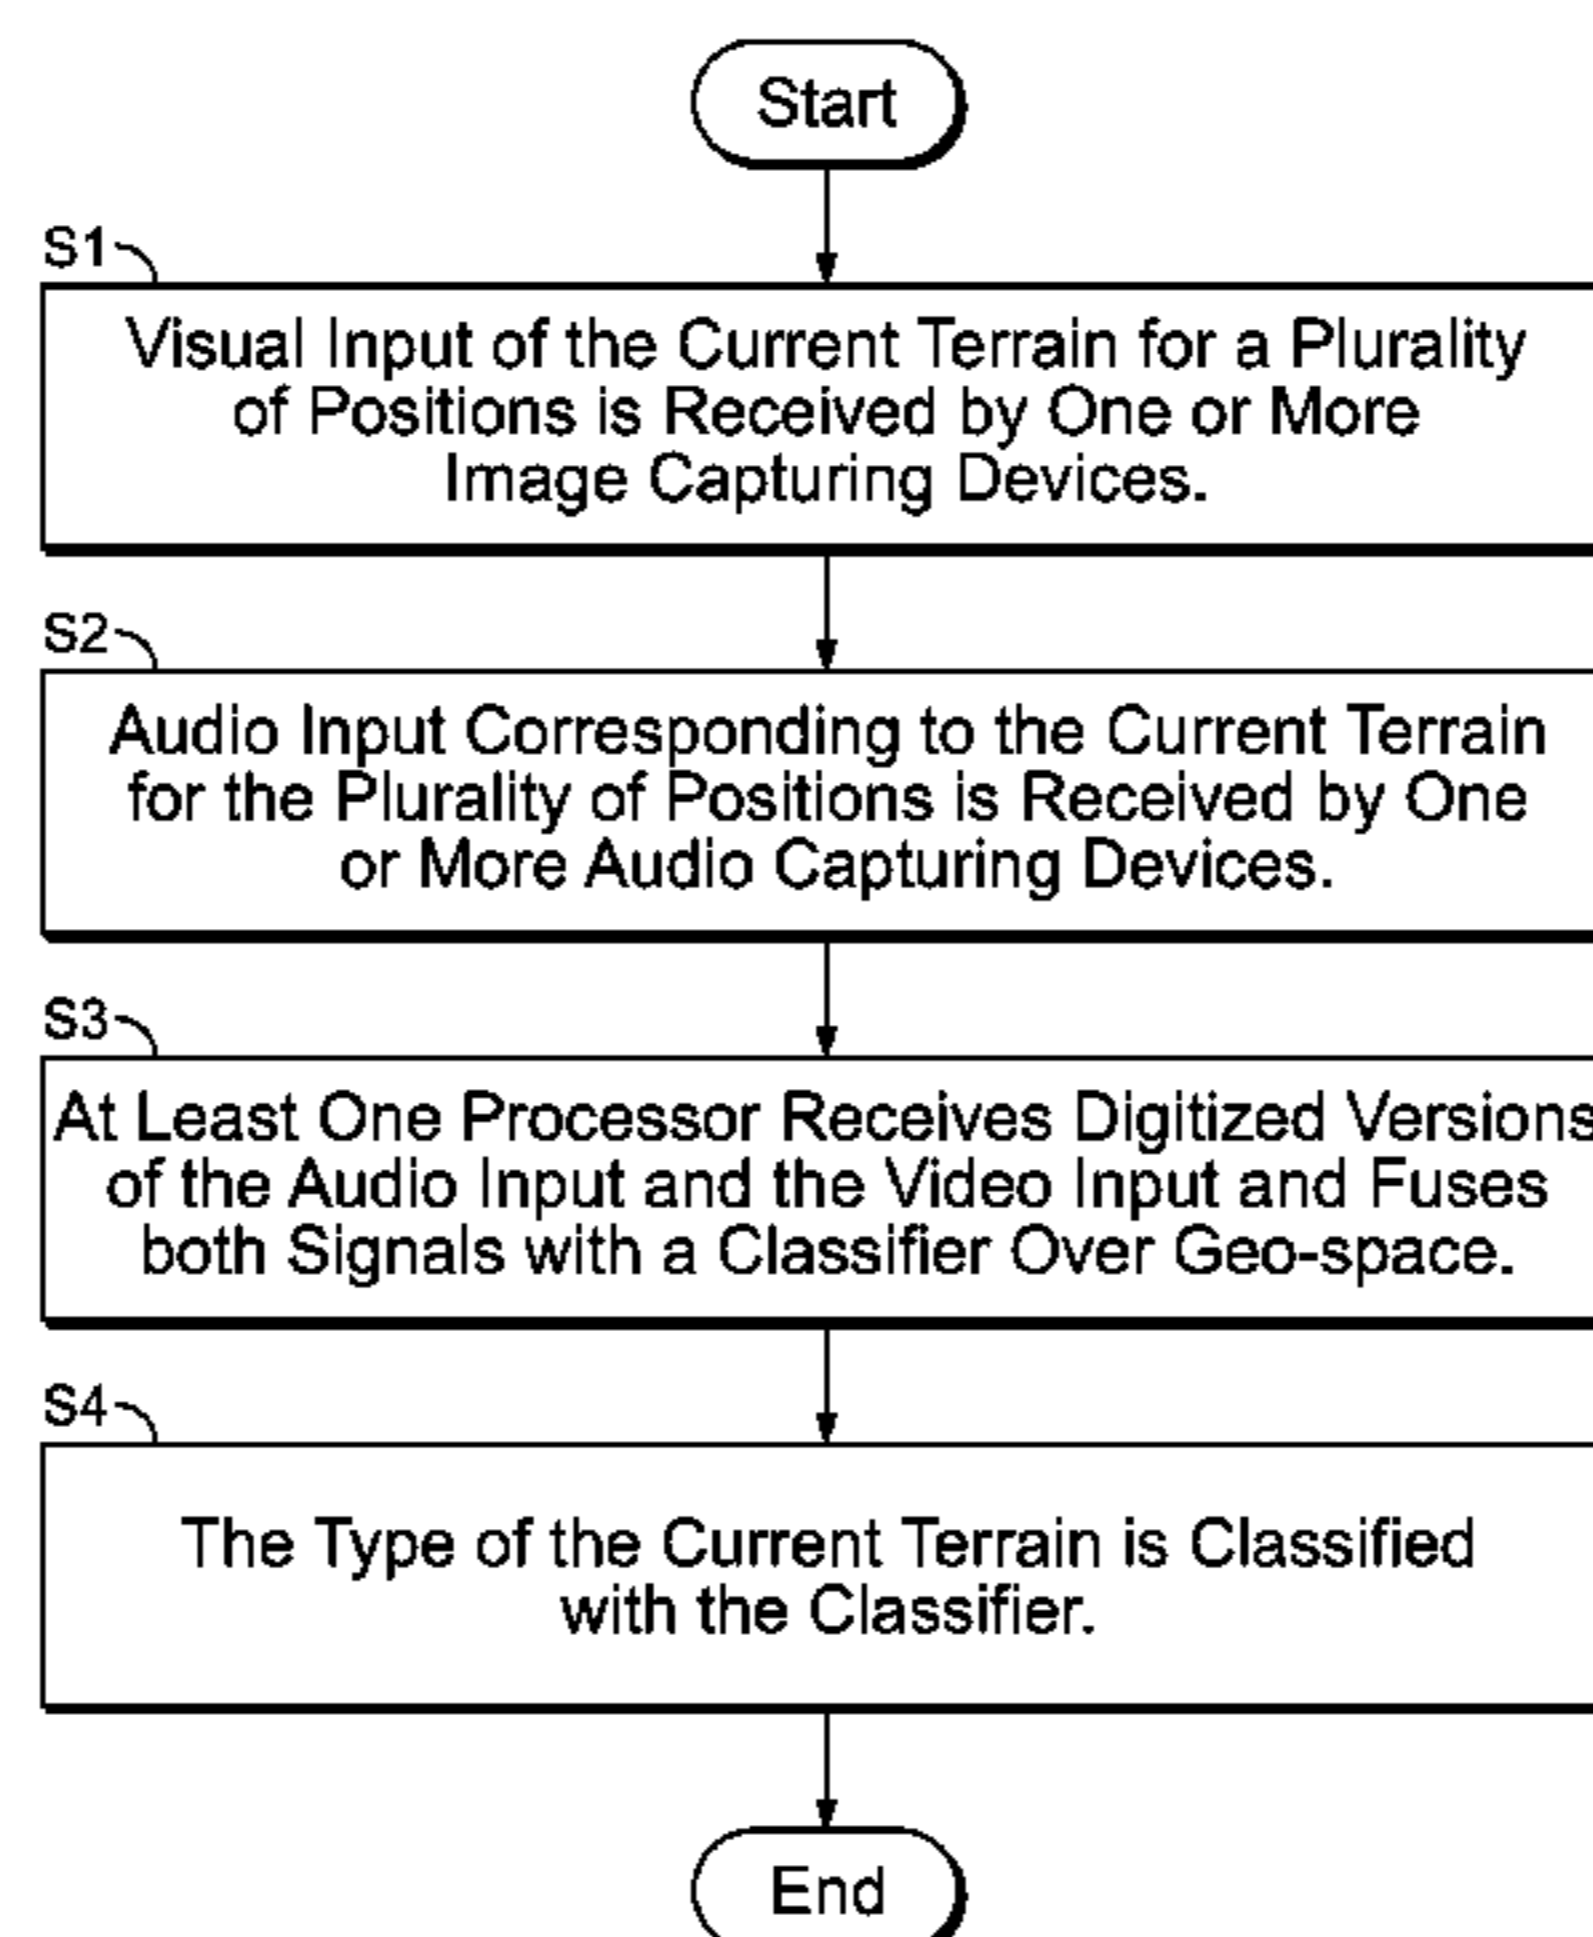 Start
S1
Visual Input of the Current Terrain for a Plurality
of Positions is Received by One or More
Image Capturing Devices.
S2
Audio Input Corresponding to the Current Terrain
for the Plurality of Positions is Received by One
or More Audio Capturing Devices.
S3
At Least One Processor Receives Digitized Versions
of the Audio Input and the Video Input and Fuses
both Signals with a Classifier Over Geo-space.
S4
The Type of the Current Terrain is Classified
with the Classifier.
End